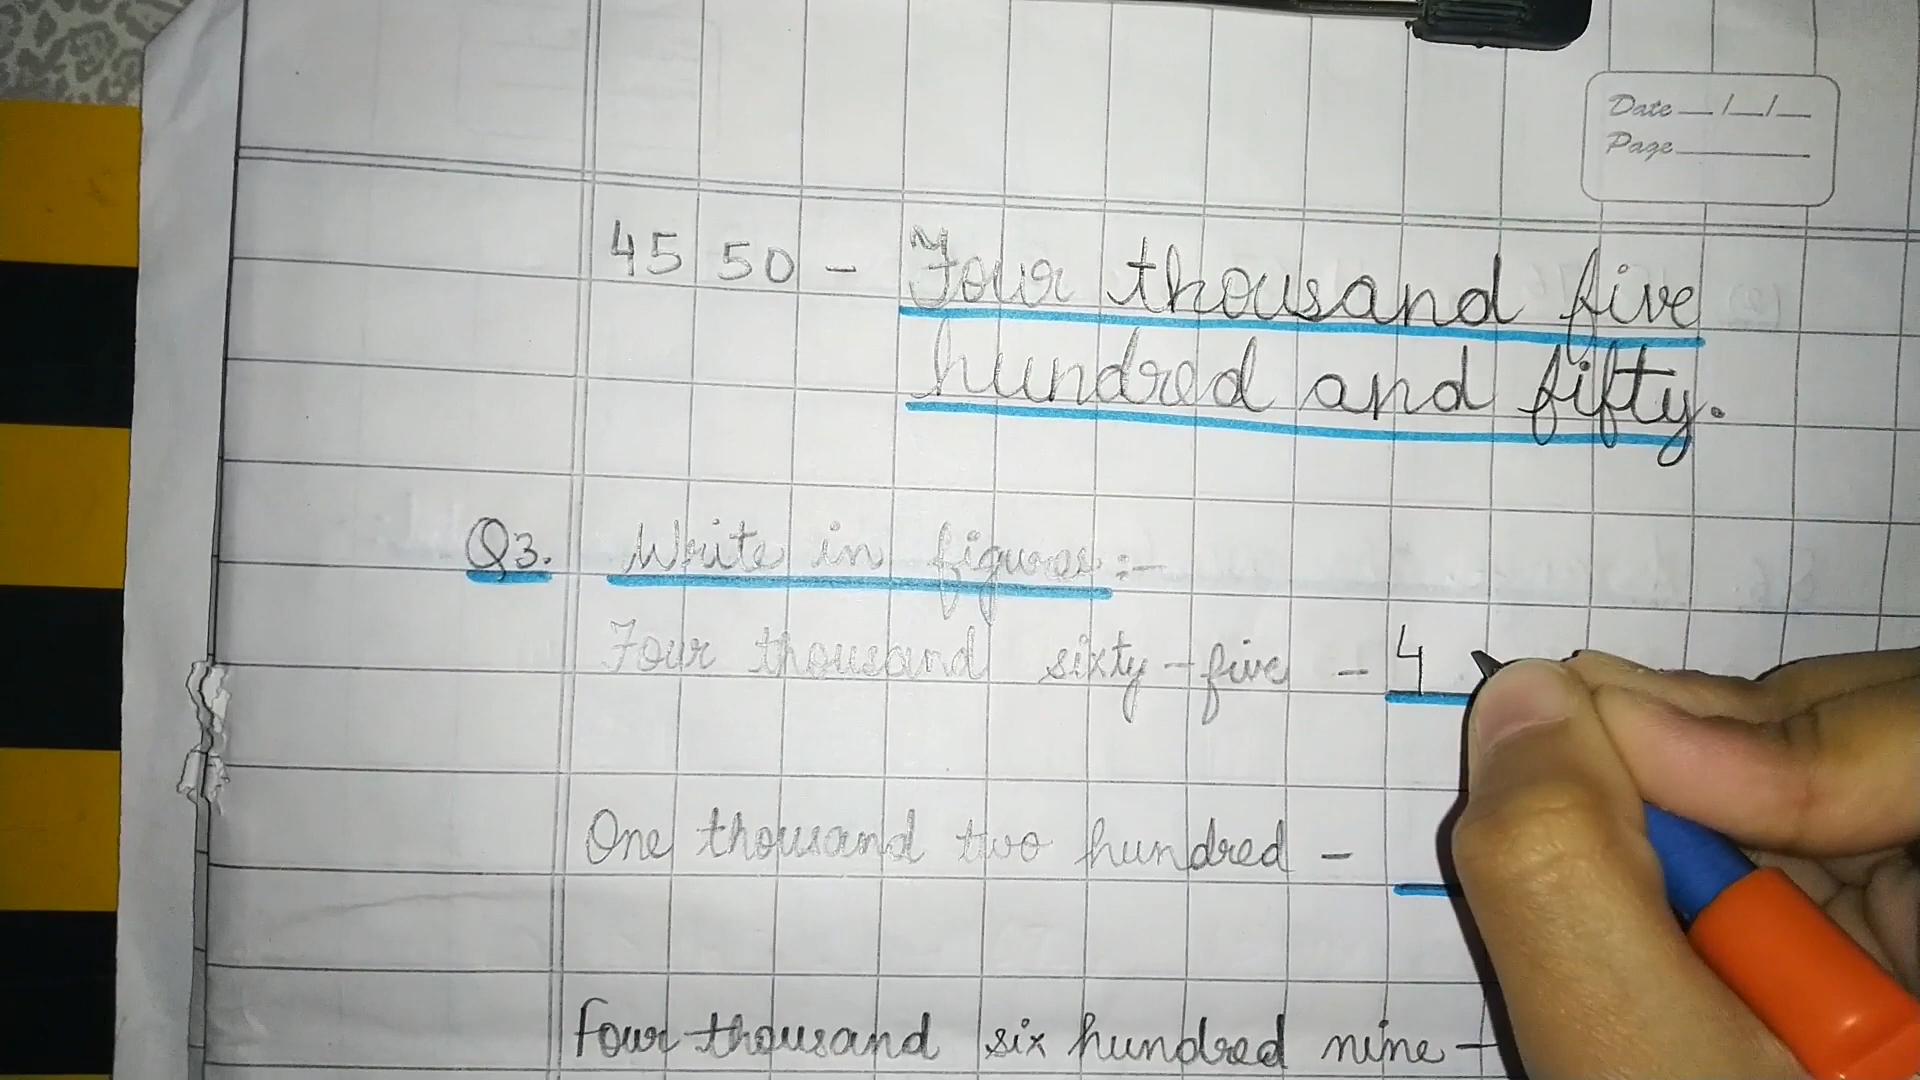 Date __/__/__
Page
4550 - Four thousand five
hundred and fifty.
Q3. Write in figures:-
Four thousand sixty-five - 4
One thousand two hundred -
four thousand six hundred nine -